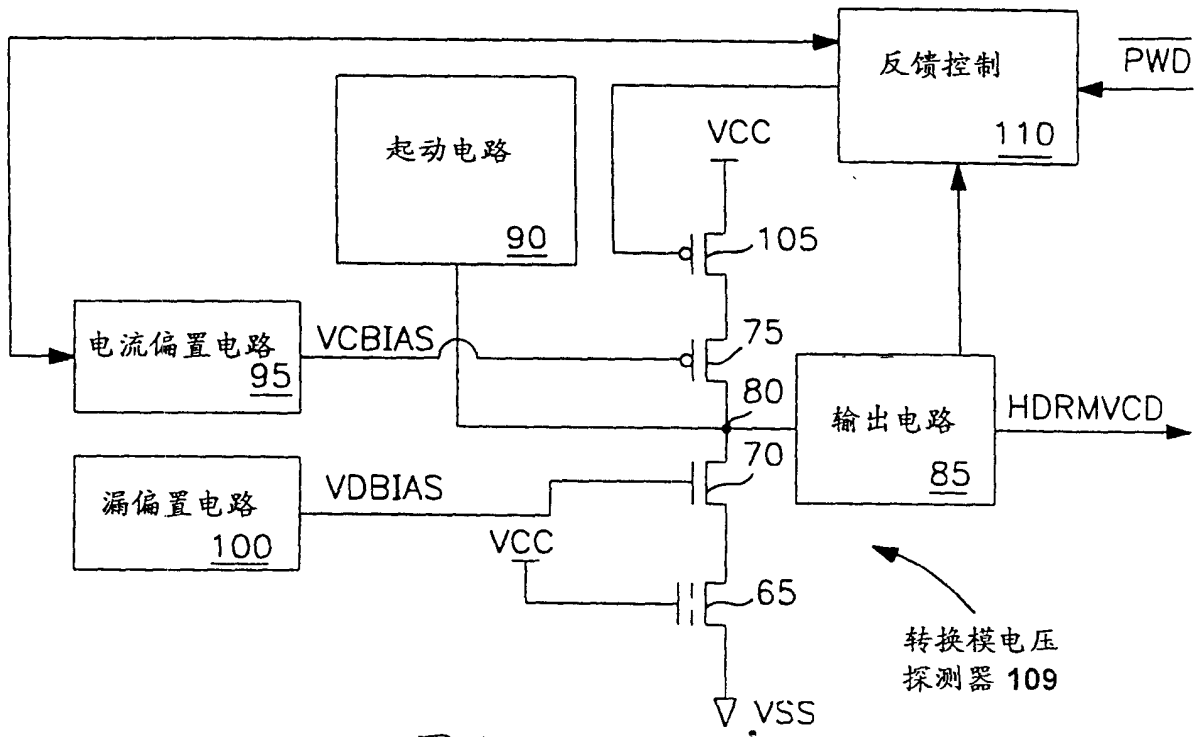 反馈控制
110
PWD
起动电路
90
VCC
105
电流偏置电路
95
VCBIAS
75
80
输出电路
85
HDRMVCD
70
漏偏置电路
100
VDBIAS
VCC
65
转换模电压
探测器 109
VSS